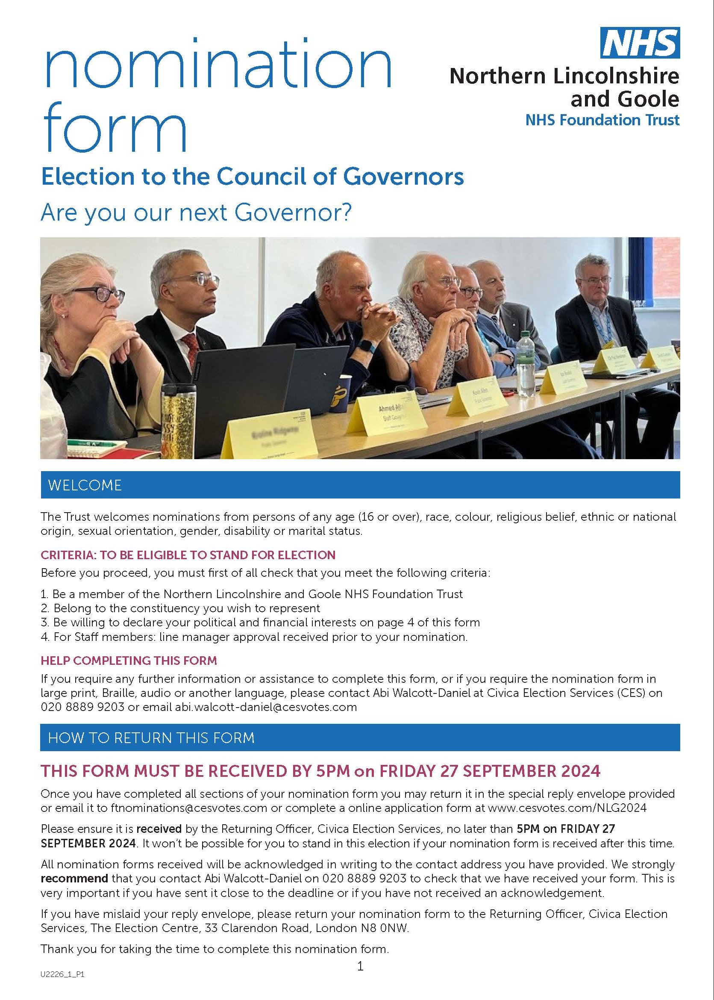 nomination
form
NHS
Northern Lincolnshire
and Goole
NHS Foundation Trust
Election to the Council of Governors
Are you our next Governor?
Ahmed
Staff
Kevin Allen
WELCOME
The Trust welcomes nominations from persons of any age (16 or over), race, colour, religious belief, ethnic or national
origin, sexual orientation, gender, disability or marital status.
CRITERIA: TO BE ELIGIBLE TO STAND FOR ELECTION
Before you proceed, you must first of all check that you meet the following criteria:
1. Be a member of the Northern Lincolnshire and Goole NHS Foundation Trust
2. Belong to the constituency you wish to represent
3. Be willing to declare your political and financial interests on page 4 of this form
4. For Staff members: line manager approval received prior to your nomination.
HELP COMPLETING THIS FORM
If you require any further information or assistance to complete this form, or if you require the nomination form in
large print, Braille, audio or another language, please contact Abi Walcott-Daniel at Civica Election Services (CES) on
020 8889 9203 or email abi.walcott-daniel@cesvotes.com
HOW TO RETURN THIS FORM
THIS FORM MUST BE RECEIVED BY 5PM on FRIDAY 27 SEPTEMBER 2024
Once you have completed all sections of your nomination form you may return it in the special reply envelope provided
or email it to ftnominations@cesvotes.com or complete a online application form at www.cesvotes.com/NLG2024
Please ensure it is received by the Returning Officer, Civica Election Services, no later than 5PM on FRIDAY 27
SEPTEMBER 2024. It won't be possible for you to stand in this election if your nomination form is received after this time.
All nomination forms received will be acknowledged in writing to the contact address you have provided. We strongly
recommend that you contact Abi Walcott-Daniel on 020 8889 9203 to check that we have received your form. This is
very important if you have sent it close to the deadline or if you have not received an acknowledgement.
If you have mislaid your reply envelope, please return your nomination form to the Returning Officer, Civica Election
Services, The Election Centre, 33 Clarendon Road, London N8 0NW.
Thank you for taking the time to complete this nomination form.
1
U2226_1_P1